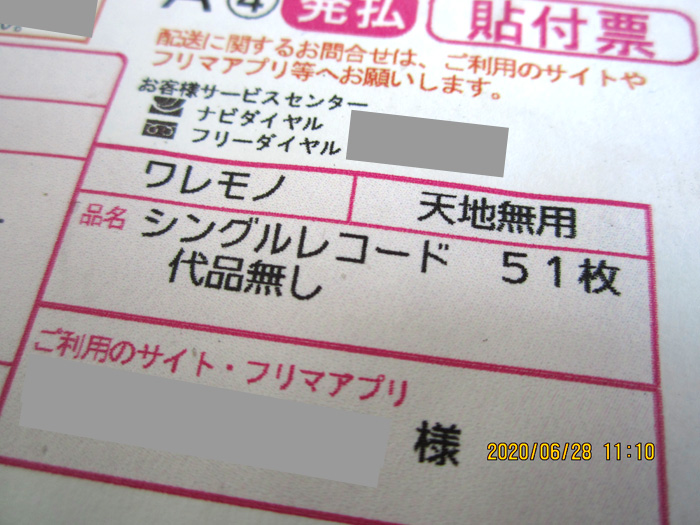 A④ 発払 貼付票
配送に関するお問合せは、ご利用のサイトや
フリマアプリ等へお願いします。
お客様サービスセンター
ナビダイヤル
フリーダイヤル
ワレモノ 天地無用
品名 シングルレコード 51枚
代品無し
ご利用のサイト・フリマアプリ
様
2020/06/28 11:10